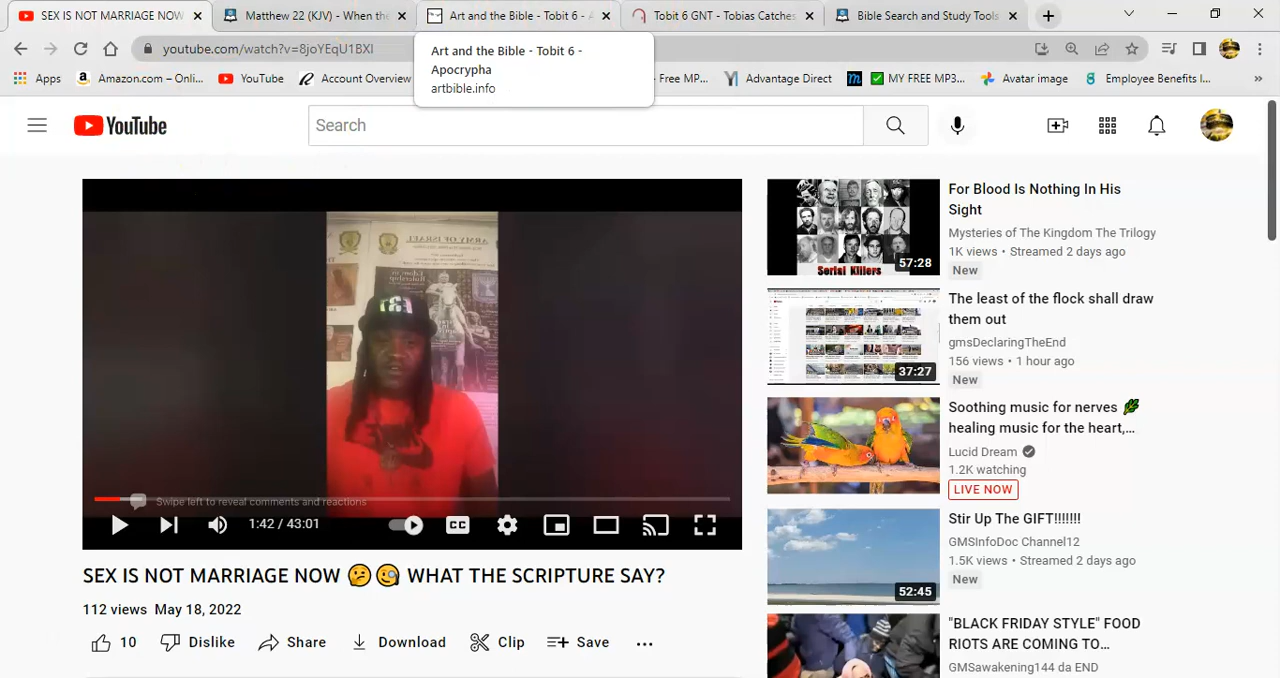 SEX IS NOT MARRIAGE NOW
Matthew 22 (KJV) - When the
Art and the Bible - Tobit 6 - A
Tobit 6 GNT - Tobias Catches
Bible Search and Study Tools
youtube.com/watch?v=8joYEqU1BXI
Art and the Bible - Tobit 6 -
Apocrypha
artbible.info
Apps
Amazon.com – Onli...
YouTube
Account Overview
Free MP...
Advantage Direct
MY FREE MP3...
Avatar image
Employee Benefits I...
YouTube
Search
ARMY OF ISRAEL
Swipe left to reveal comments and reactions
1:42 / 43:01
CC
SEX IS NOT MARRIAGE NOW 🤔🧐 WHAT THE SCRIPTURE SAY?
112 views May 18, 2022
10
Dislike
Share
Download
Clip
Save
Serial Killers
57:28
For Blood Is Nothing In His
Sight
Mysteries of The Kingdom The Trilogy
1K views • Streamed 2 days ago
New
37:27
The least of the flock shall draw
them out
gmsDeclaringTheEnd
156 views • 1 hour ago
New
Soothing music for nerves 🌿
healing music for the heart,...
Lucid Dream
1.2K watching
LIVE NOW
52:45
Stir Up The GIFT!!!!!!!
GMSInfoDoc Channel12
1.5K views • Streamed 2 days ago
New
"BLACK FRIDAY STYLE" FOOD
RIOTS ARE COMING TO...
GMSawakening144 da END